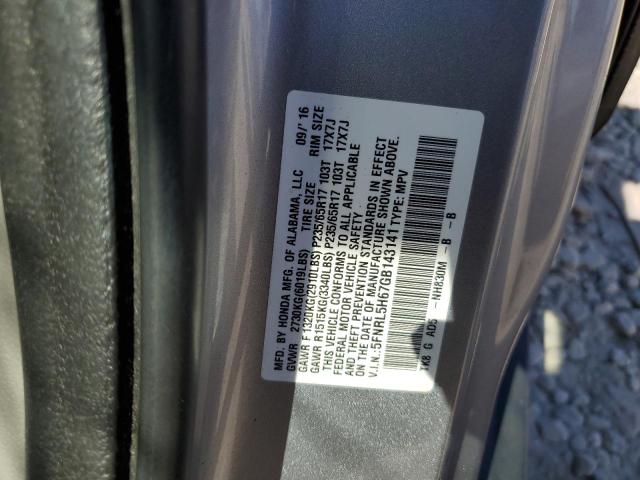 MFD. BY HONDA MFG. OF ALABAMA, LLC 09/'16
GVWR 2730KG(6019LBS) TIRE SIZE RIM SIZE
GAWR F 1320KG(2910LBS) P235/65R17 103T 17X7J
GAWR R 1515KG(3340LBS) P235/65R17 103T 17X7J
THIS VEHICLE CONFORMS TO ALL APPLICABLE
FEDERAL MOTOR VEHICLE SAFETY
AND THEFT PREVENTION STANDARDS IN EFFECT
ON THE DATE OF MANUFACTURE SHOWN ABOVE.
V.I.N.:5FNRL5H67GB143141 TYPE: MPV
TK8 G AD5 -NH830M -B -B